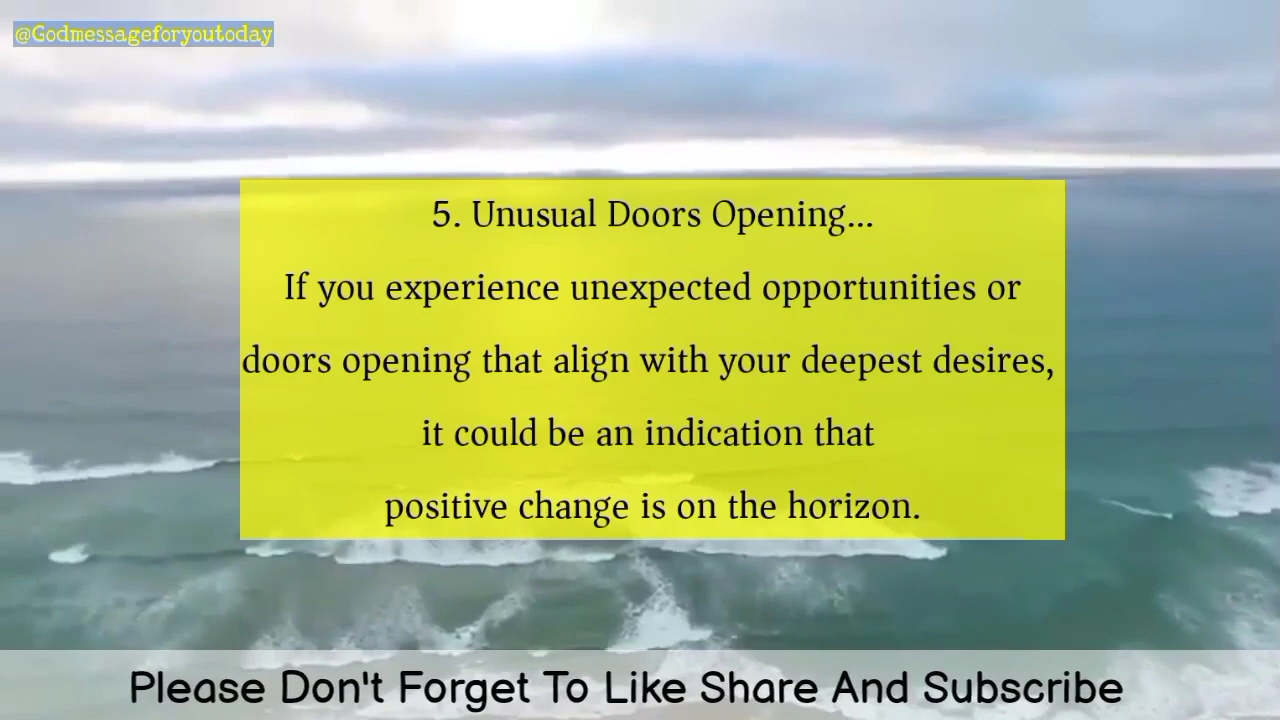 @Godmessageforyoutoday
5. Unusual Doors Opening...
If you experience unexpected opportunities or
doors opening that align with your deepest desires,
it could be an indication that
positive change is on the horizon.
Please Don't Forget To Like Share And Subscribe